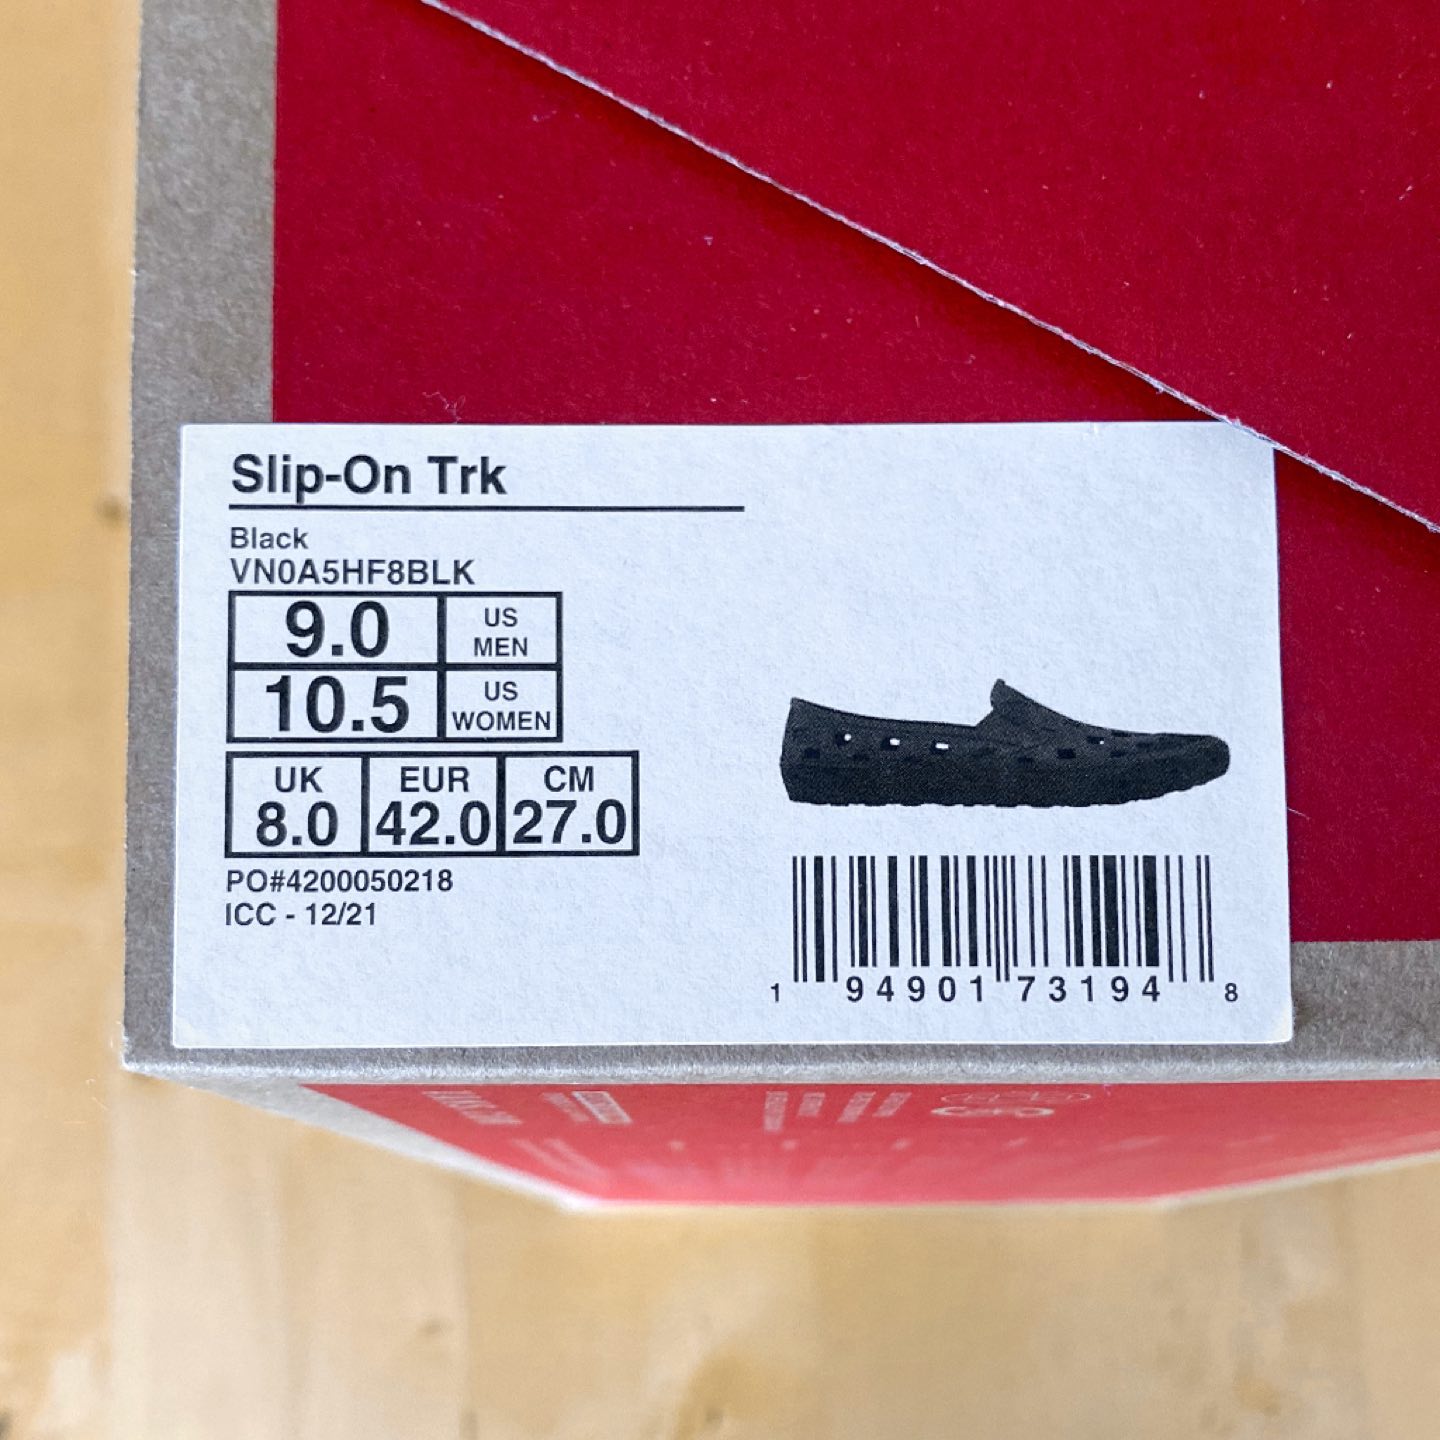 Slip-On Trk
Black
VN0A5HF8BLK
9.0 US MEN
10.5 US WOMEN
UK EUR CM
8.0 42.0 27.0
PO#4200050218
ICC - 12/21
1 94901 73194 8